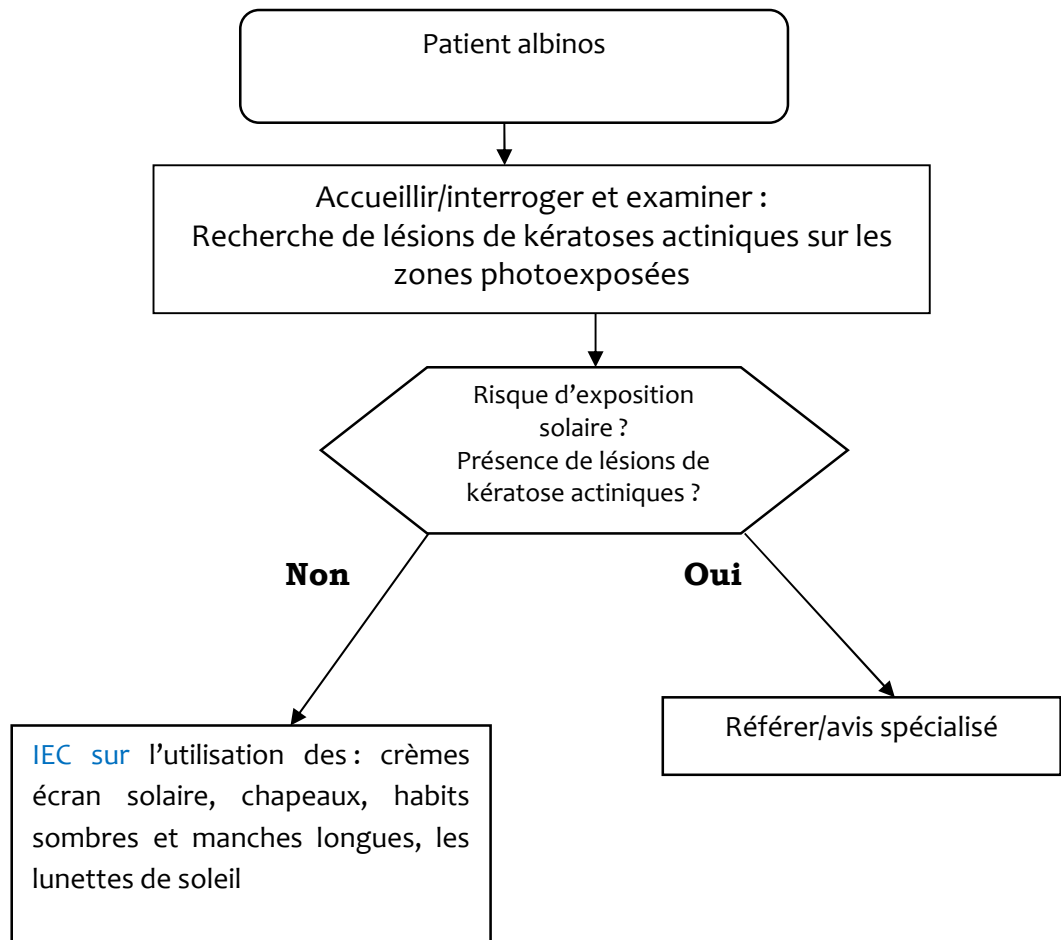 Patient albinos
Accueillir/interroger et examiner :
Recherche de lésions de kératoses actiniques sur les
zones photoexposées
Risque d’exposition
solaire ?
Présence de lésions de
kératose actiniques ?
Non
Oui
IEC sur l’utilisation des : crèmes
écran solaire, chapeaux, habits
sombres et manches longues, les
lunettes de soleil
Référer/avis spécialisé